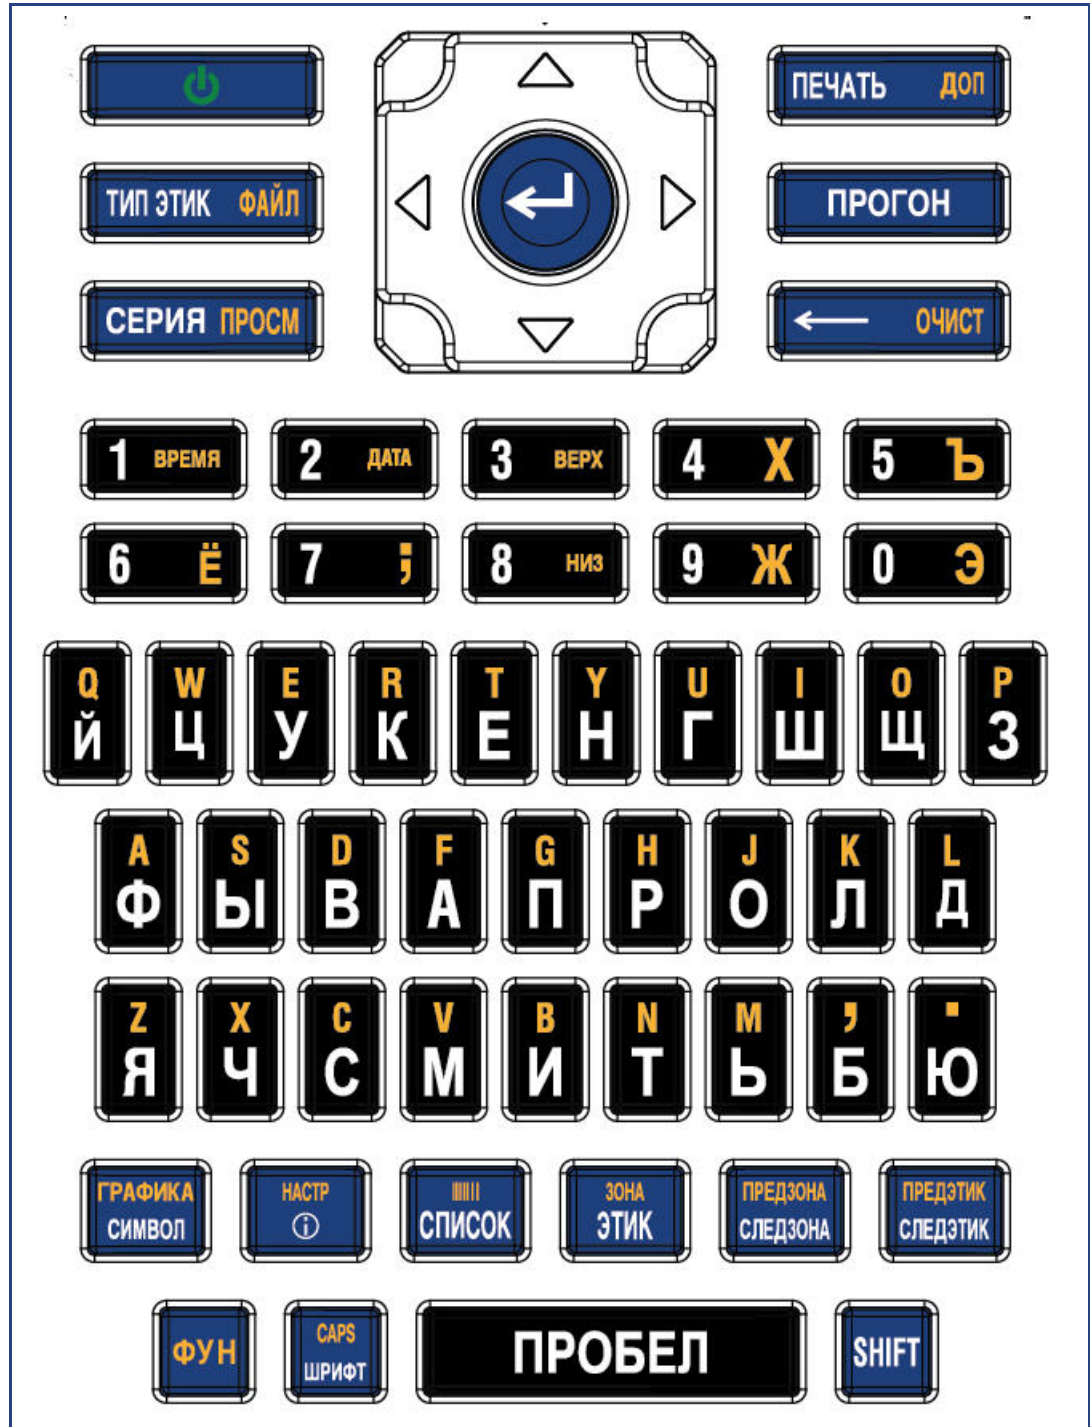 ПЕЧАТЬ ДОП
ТИП ЭТИК ФАЙЛ
ПРОГОН
СЕРИЯ ПРОСМ
ОЧИСТ
1 ВРЕМЯ 2 ДАТА 3 ВЕРХ 4 Х 5 Ъ
6 Ё 7 ; 8 НИЗ 9 Ж 0 Э
Q W E R T Y U I O P
Й Ц У К Е Н Г Ш Щ З
A S D F G H J K L
Ф Ы В А П Р О Л Д
Z X C V B N M , .
Я Ч С М И Т Ь Б Ю
ГРАФИКА НАСТР ЗОНА ПРЕДЗОНА ПРЕДЭТИК
СИМВОЛ СПИСОК ЭТИК СЛЕДЗОНА СЛЕДЭТИК
ФУН CAPS ПРОБЕЛ SHIFT
ШРИФТ